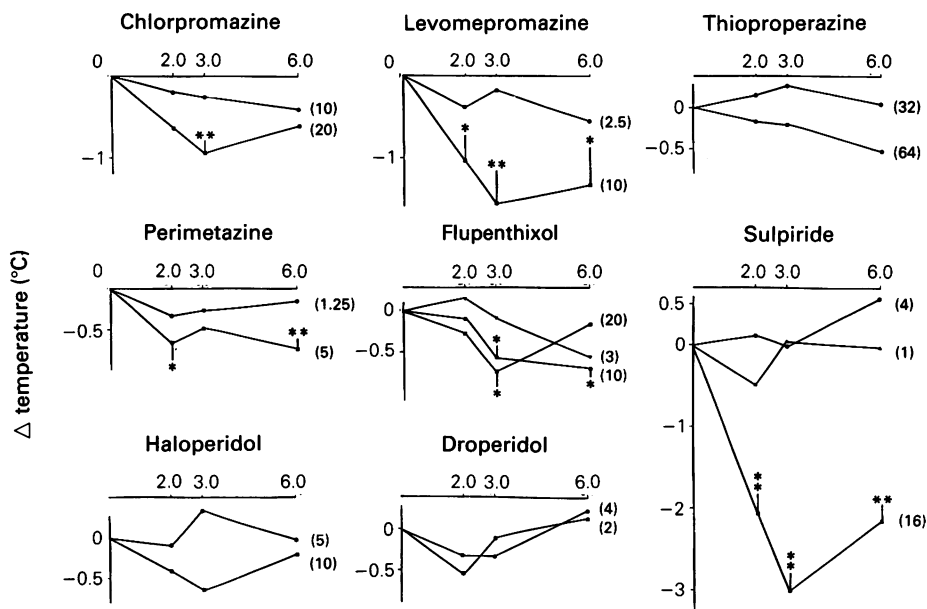 Chlorpromazine Levomepromazine Thioproperazine
0 2.0 3.0 6.0 0 2.0 3.0 6.0 2.0 3.0 6.0
(10) (2.5) 0 (32)
** (20) *
−1 −1 ** * (10) −0.5 (64)
Perimetazine Flupenthixol Sulpiride
0 2.0 3.0 6.0 2.0 3.0 6.0 2.0 3.0 6.0
(1.25) 0 (20) 0.5 (4)
−0.5 ** * (3) 0 (1)
* (5) −0.5 * * (10)
Δ temperature (°C)
−1
Haloperidol Droperidol
2.0 3.0 6.0 2.0 3.0 6.0
** ** (16)
0 (5) 0 (4) −2
(10) (2) **
−0.5 −0.5 −3